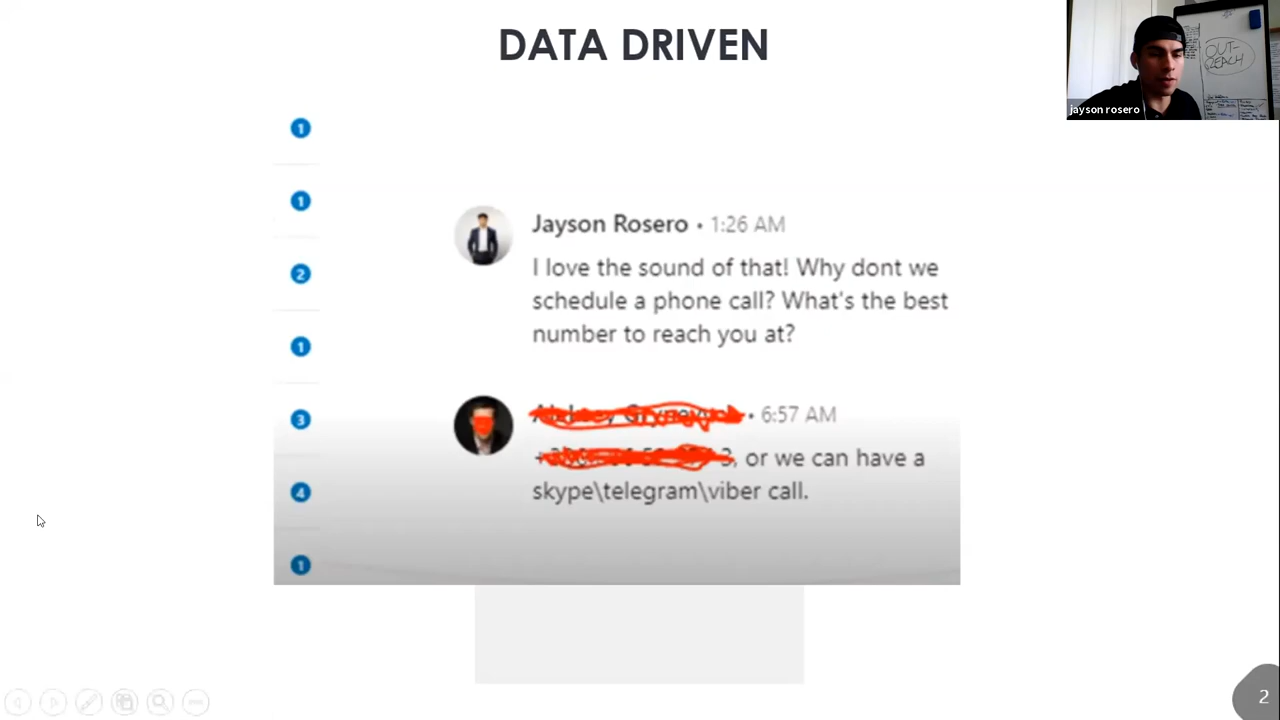 DATA DRIVEN
OUT-
REACH
jayson rosero
1
1
2
1
3
4
1
Jayson Rosero • 1:26 AM
I love the sound of that! Why dont we
schedule a phone call? What's the best
number to reach you at?
• 6:57 AM
, or we can have a
skype\telegram\viber call.
2